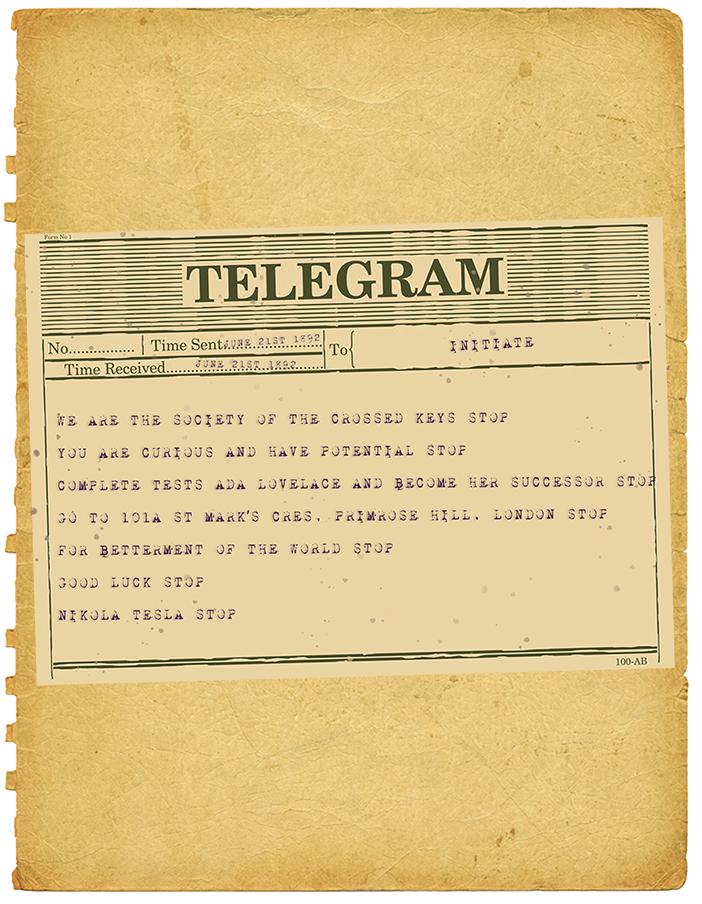 Form No 1
TELEGRAM
No............... Time Sent JUNE 21ST 1892 To INITIATE
Time Received JUNE 21ST 1892
WE ARE THE SOCIETY OF THE CROSSED KEYS STOP
YOU ARE CURIOUS AND HAVE POTENTIAL STOP
COMPLETE TESTS ADA LOVELACE AND BECOME HER SUCCESSOR STOP
GO TO 101A ST MARK'S CRES. PRIMROSE HILL. LONDON STOP
FOR BETTERMENT OF THE WORLD STOP
GOOD LUCK STOP
NIKOLA TESLA STOP
100-AB